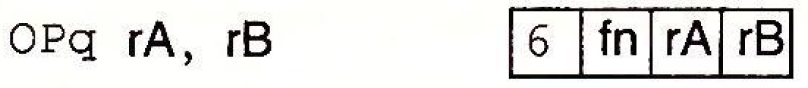 OPq rA, rB 6 fn rA rB